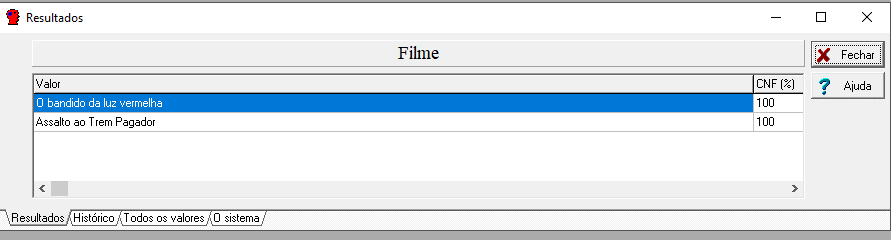 Resultados
Filme
Fechar
Valor CNF (%)
Ajuda
O bandido da luz vermelha 100
Assalto ao Trem Pagador 100
Resultados Histórico Todos os valores O sistema